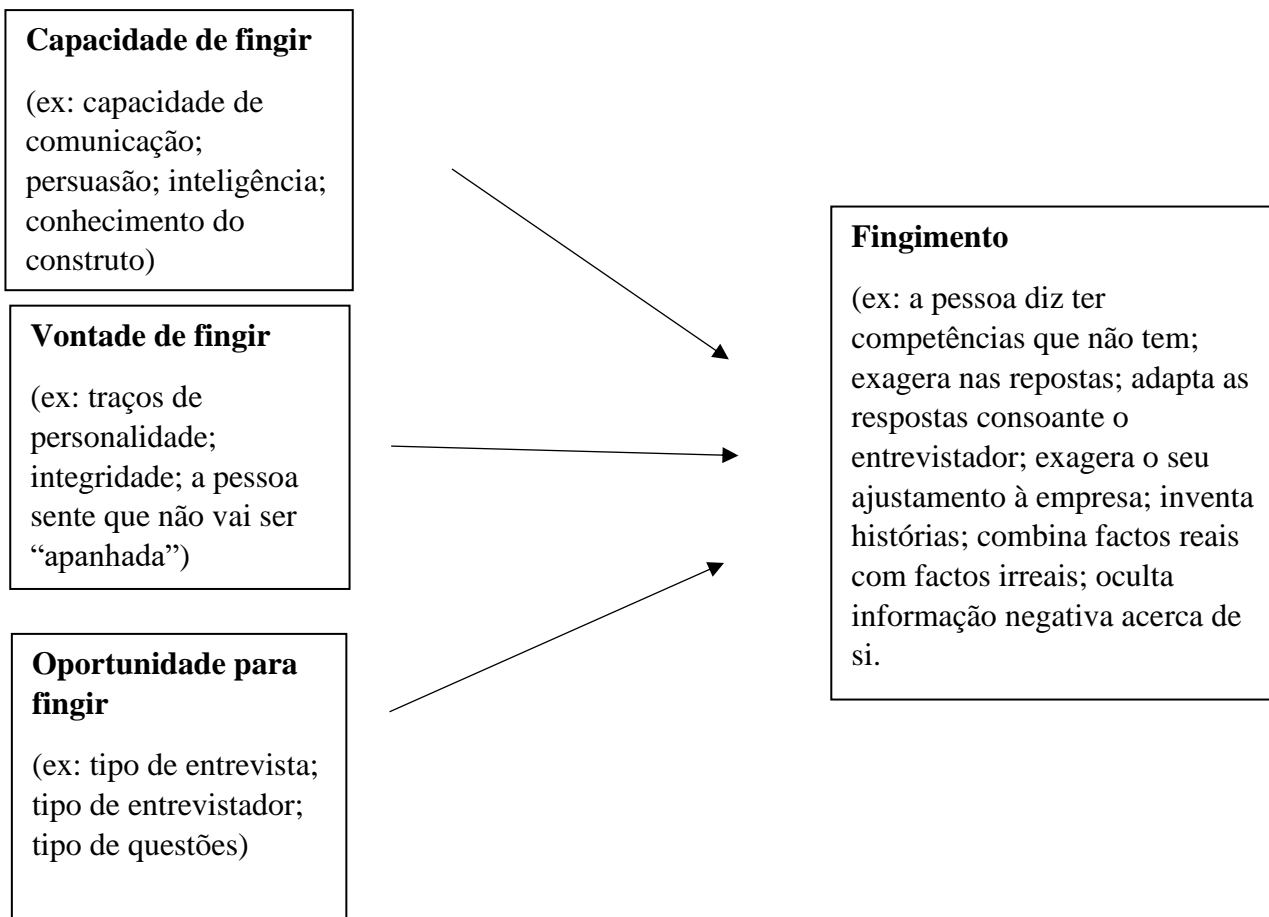 Capacidade de fingir
(ex: capacidade de
comunicação;
persuasão; inteligência;
conhecimento do
construto)
Vontade de fingir
(ex: traços de
personalidade;
integridade; a pessoa
sente que não vai ser
“apanhada”)
Oportunidade para
fingir
(ex: tipo de entrevista;
tipo de entrevistador;
tipo de questões)
Fingimento
(ex: a pessoa diz ter
competências que não tem;
exagera nas repostas; adapta as
respostas consoante o
entrevistador; exagera o seu
ajustamento à empresa; inventa
histórias; combina factos reais
com factos irreais; oculta
informação negativa acerca de
si.